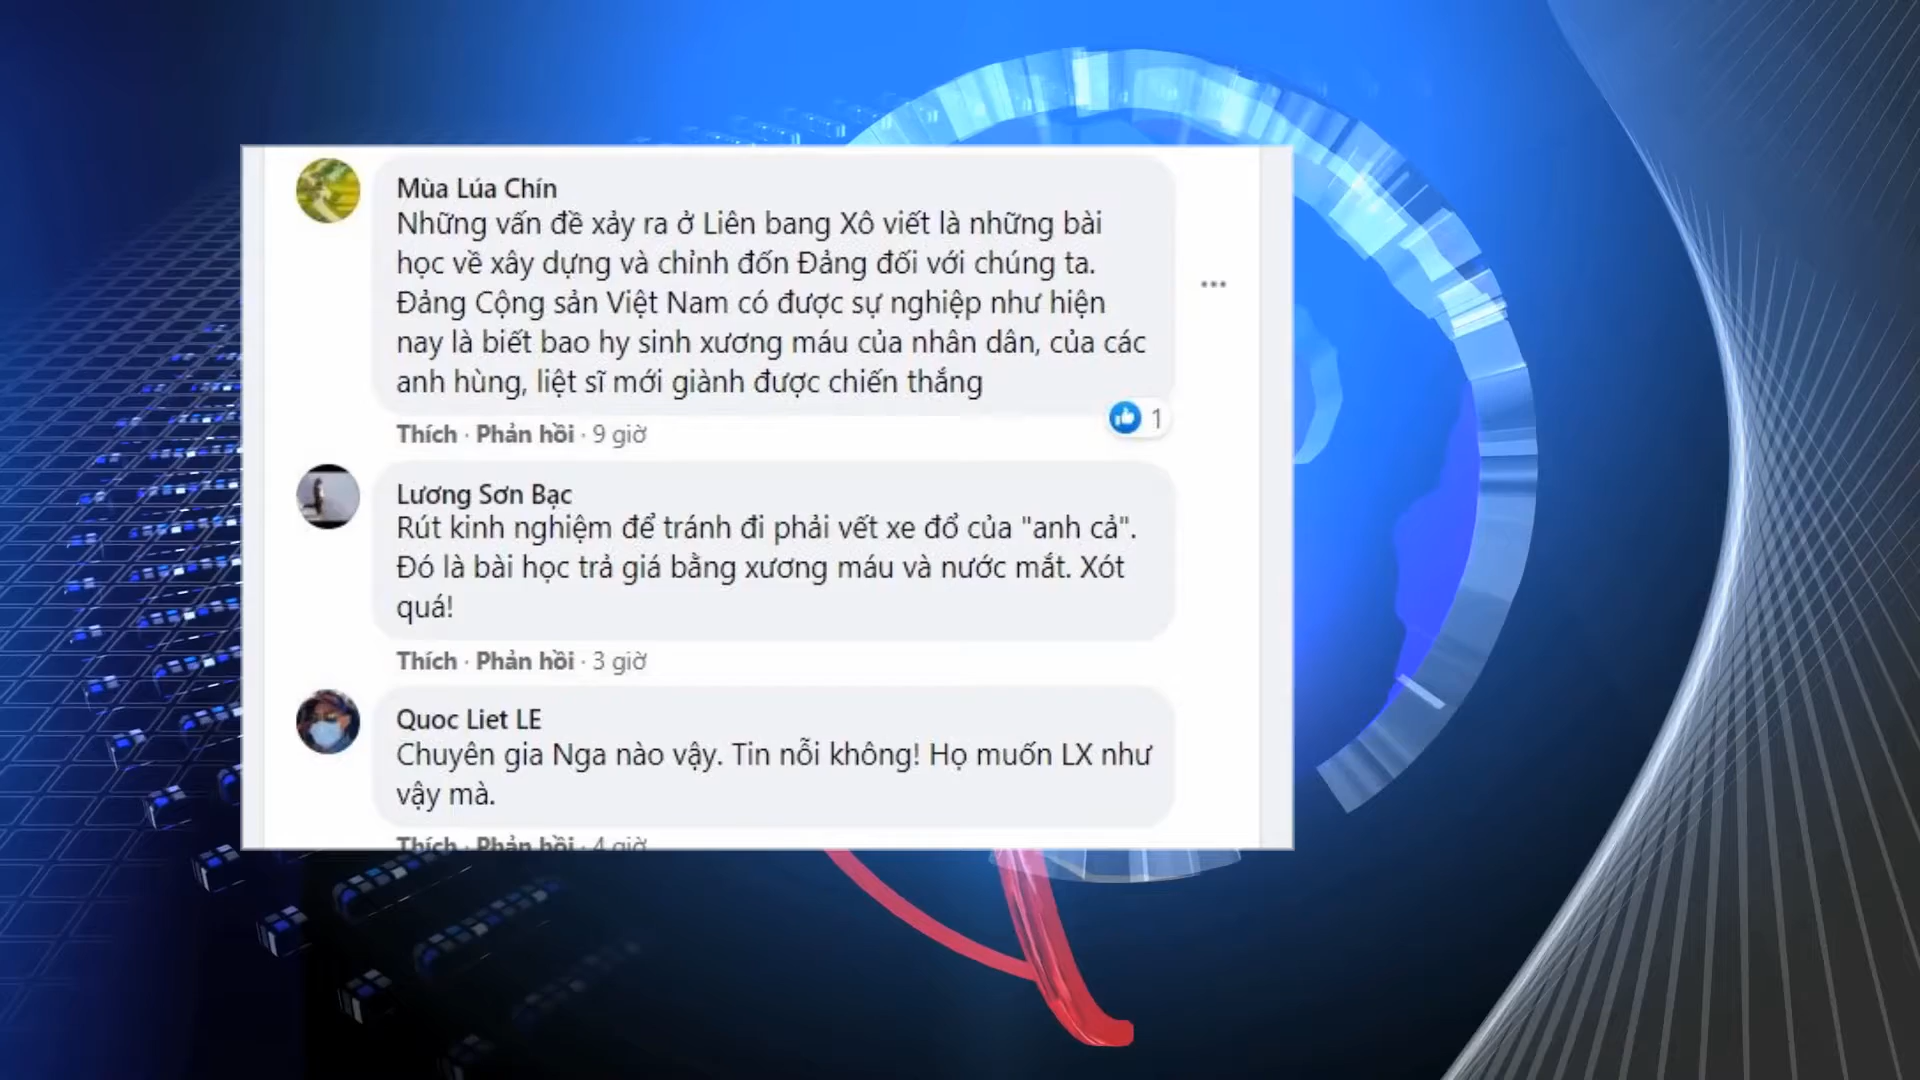 Mùa Lúa Chín
Những vấn đề xảy ra ở Liên bang Xô viết là những bài
học về xây dựng và chỉnh đốn Đảng đối với chúng ta.
Đảng Cộng sản Việt Nam có được sự nghiệp như hiện
nay là biết bao hy sinh xương máu của nhân dân, của các
anh hùng, liệt sĩ mới giành được chiến thắng
1
Thích · Phản hồi · 9 giờ
Lương Sơn Bạc
Rút kinh nghiệm để tránh đi phải vết xe đổ của "anh cả".
Đó là bài học trả giá bằng xương máu và nước mắt. Xót
quá!
Thích · Phản hồi · 3 giờ
Quoc Liet LE
Chuyên gia Nga nào vậy. Tin nỗi không! Họ muốn LX như
vậy mà.
Thích · Phản hồi · 4 giờ